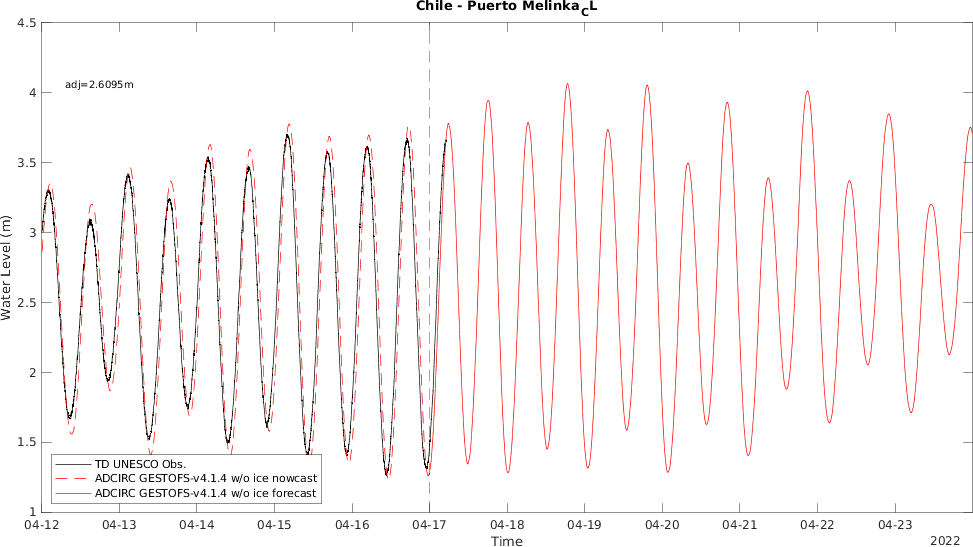 Chile - Puerto MelinkaCL
4.5
4
3.5
3
2.5
2
1.5
1
Water Level (m)
adj=2.6095m
TD UNESCO Obs.
ADCIRC GESTOFS-v4.1.4 w/o ice nowcast
ADCIRC GESTOFS-v4.1.4 w/o ice forecast
04-12 04-13 04-14 04-15 04-16 04-17 04-18 04-19 04-20 04-21 04-22 04-23
Time
2022